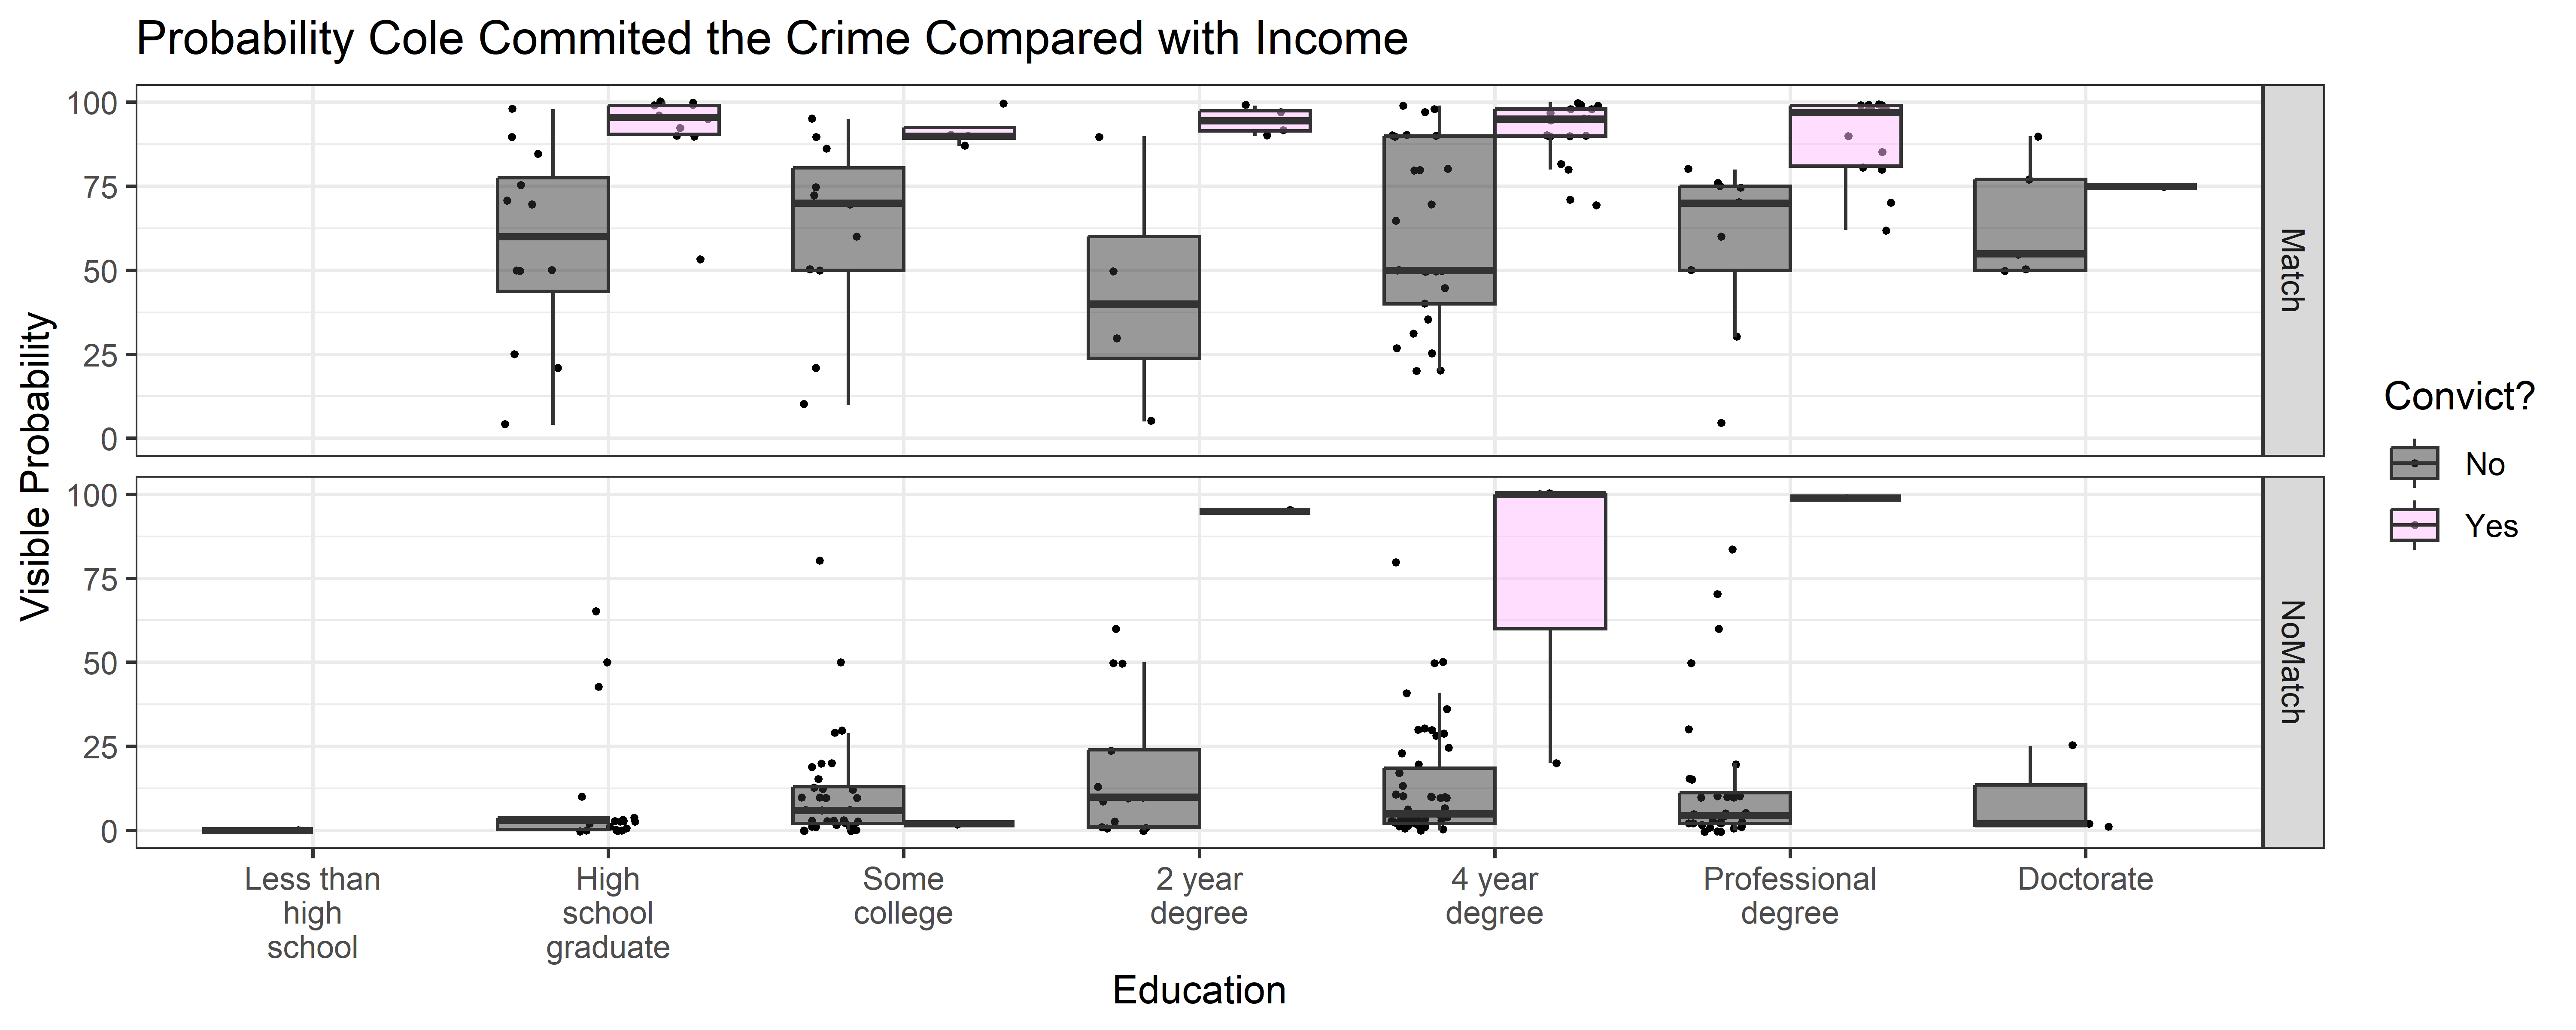 Probability Cole Commited the Crime Compared with Income
Visible Probability
100
75
50
25
0
Match
100
75
50
25
0
NoMatch
Less than
high
school
High
school
graduate
Some
college
2 year
degree
4 year
degree
Professional
degree
Doctorate
Education
Convict?
No
Yes